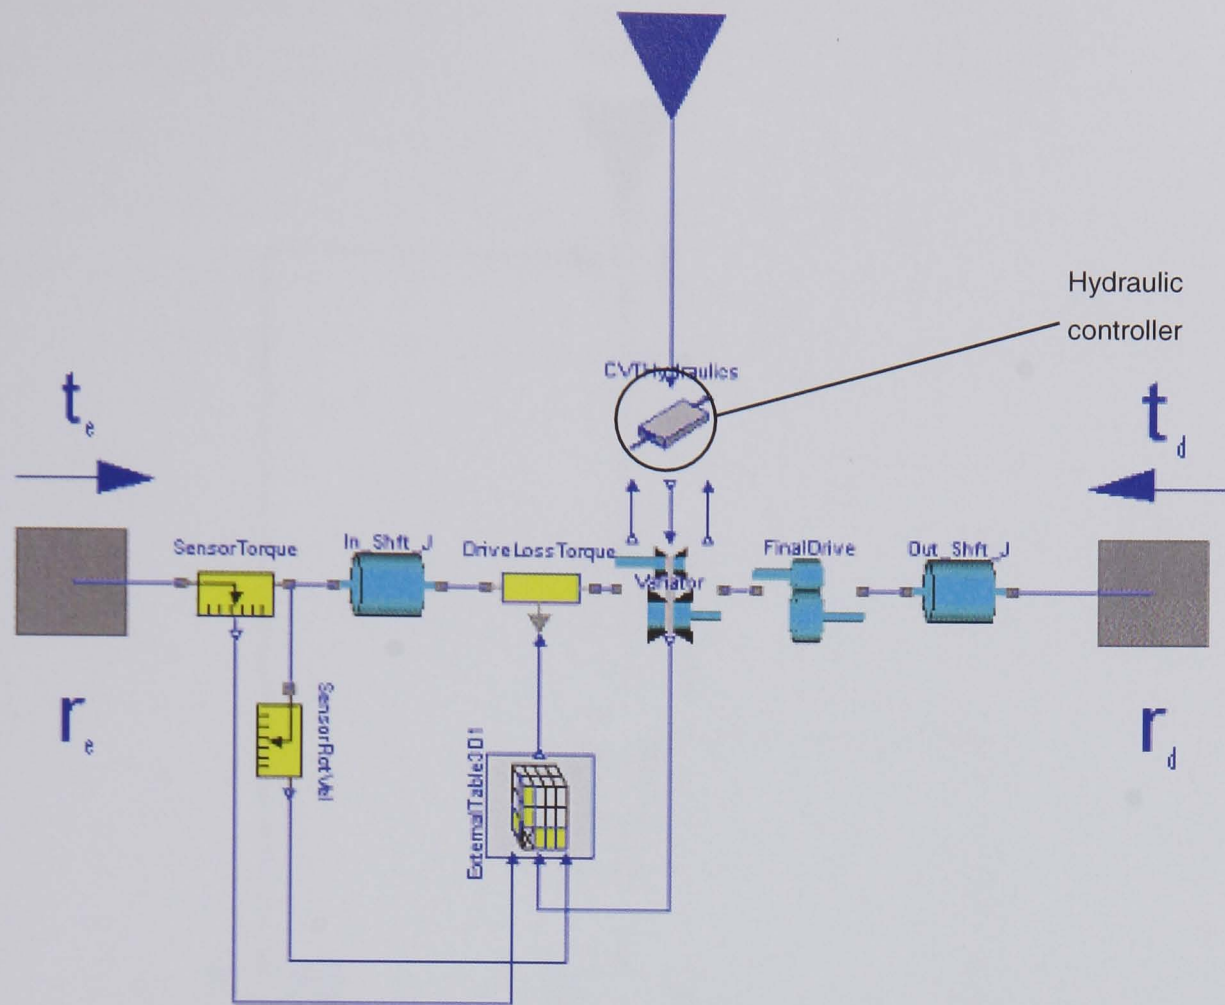 Hydraulic
controller
CVTHydraulics
t e
t d
SensorTorque
In_Shft_J
DriveLossTorque
Variator
FinalDrive
Out_Shft_J
r e
r d
SensorRotVel
ExternalTable3D1